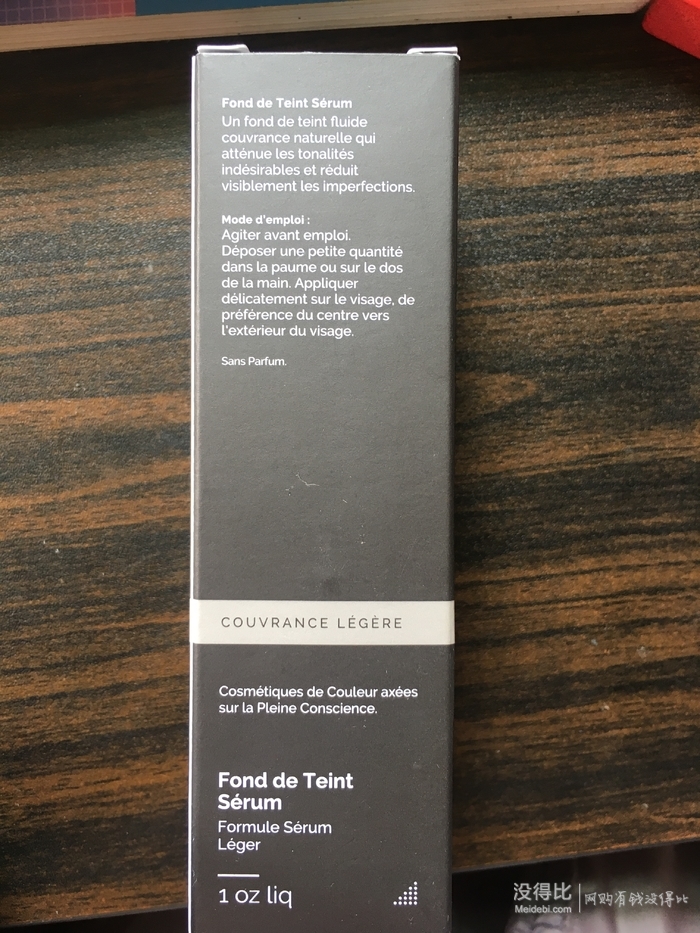 Fond de Teint Sérum
Un fond de teint fluide
couvrance naturelle qui
atténue les tonalités
indésirables et réduit
visiblement les imperfections.
Mode d'emploi :
Agiter avant emploi.
Déposer une petite quantité
dans la paume ou sur le dos
de la main. Appliquer
délicatement sur le visage, de
préférence du centre vers
l'extérieur du visage.
Sans Parfum.
COUVRANCE LÉGÈRE
Cosmétiques de Couleur axées
sur la Pleine Conscience.
Fond de Teint
Sérum
Formule Sérum
Léger
1 oz liq
没得比
Meidebi.com
网购有钱没得比